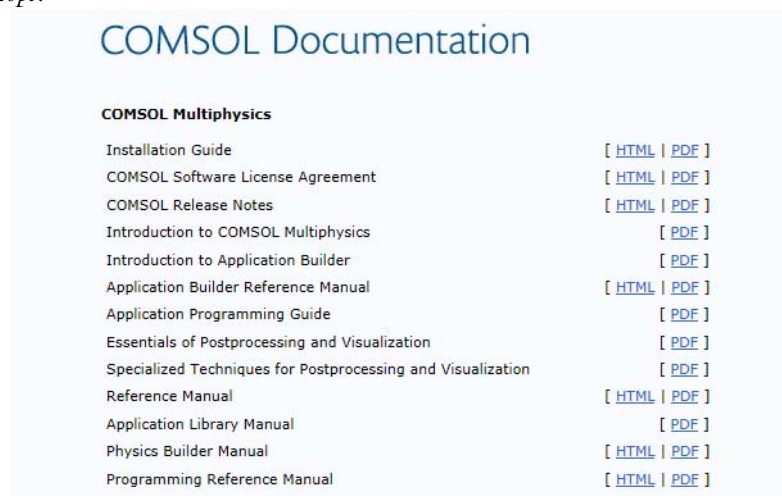 COMSOL Documentation
COMSOL Multiphysics
Installation Guide [ HTML | PDF ]
COMSOL Software License Agreement [ HTML | PDF ]
COMSOL Release Notes [ HTML | PDF ]
Introduction to COMSOL Multiphysics [ PDF ]
Introduction to Application Builder [ PDF ]
Application Builder Reference Manual [ HTML | PDF ]
Application Programming Guide [ PDF ]
Essentials of Postprocessing and Visualization [ PDF ]
Specialized Techniques for Postprocessing and Visualization [ PDF ]
Reference Manual [ HTML | PDF ]
Application Library Manual [ PDF ]
Physics Builder Manual [ HTML | PDF ]
Programming Reference Manual [ HTML | PDF ]